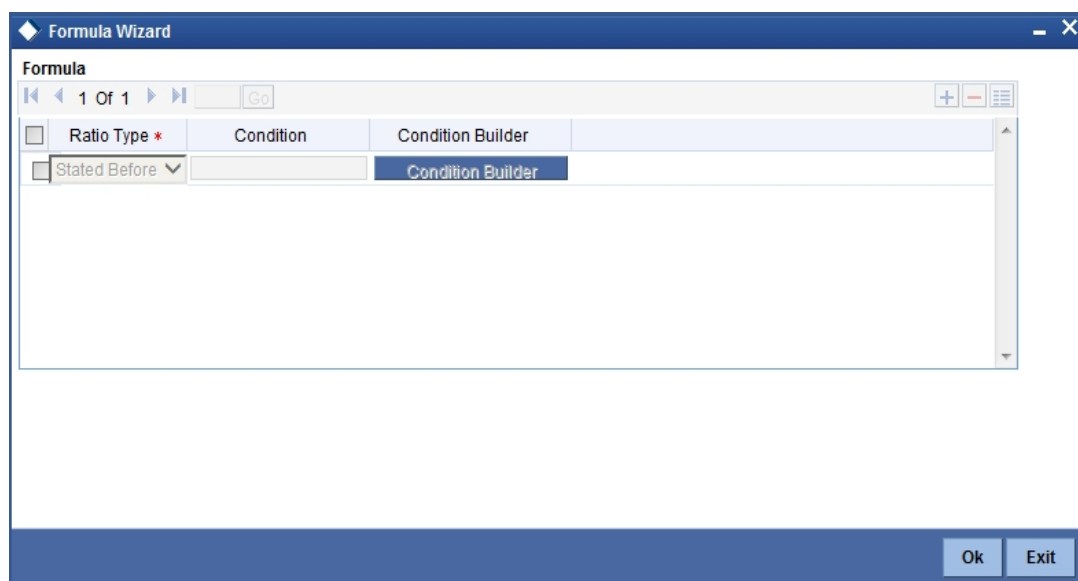 Formula Wizard
Formula
1 Of 1 Go
Ratio Type * Condition Condition Builder
Stated Before Condition Builder
Ok Exit